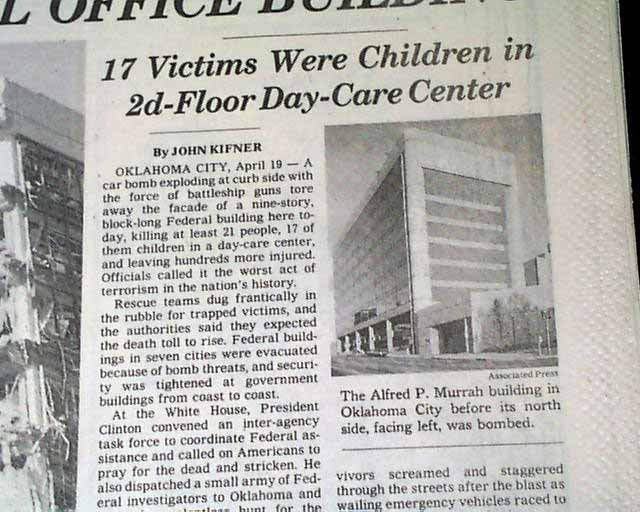 L OFFICE BUILDING
17 Victims Were Children in
2d-Floor Day-Care Center
By JOHN KIFNER
OKLAHOMA CITY, April 19 — A
car bomb exploding at curb side with
the force of battleship guns tore
away the facade of a nine-story,
block-long Federal building here to-
day, killing at least 21 people, 17 of
them children in a day-care center,
and leaving hundreds more injured.
Officials called it the worst act of
terrorism in the nation's history.
Rescue teams dug frantically in
the rubble for trapped victims, and
the authorities said they expected
the death toll to rise. Federal build-
ings in seven cities were evacuated
because of bomb threats, and securi-
ty was tightened at government
buildings from coast to coast.
At the White House, President
Clinton convened an inter-agency
task force to coordinate Federal as-
sistance and called on Americans to
pray for the dead and stricken. He
also dispatched a small army of Fed-
eral investigators to Oklahoma and
hunt for the
Associated Press
The Alfred P. Murrah building in
Oklahoma City before its north
side, facing left, was bombed.
vivors screamed and staggered
through the streets after the blast as
wailing emergency vehicles raced to